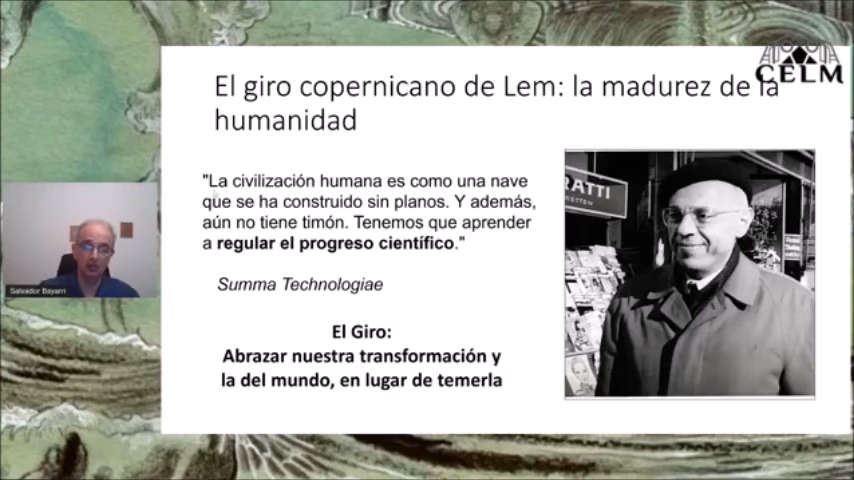 CELM
El giro copernicano de Lem: la madurez de la
humanidad
"La civilización humana es como una nave
que se ha construido sin planos. Y además,
aún no tiene timón. Tenemos que aprender
a regular el progreso científico."
Summa Technologiae
El Giro:
Abrazar nuestra transformación y
la del mundo, en lugar de temerla
RATTI
Salvador Bayarri